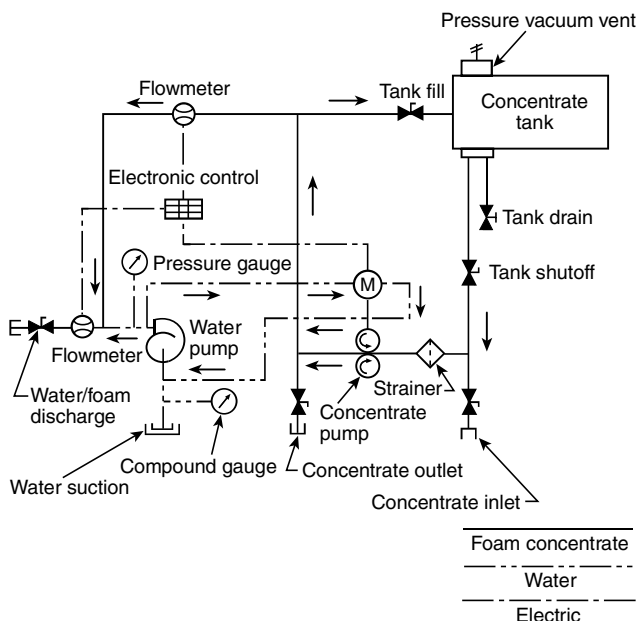 Pressure vacuum vent
Flowmeter
Tank fill
Concentrate
tank
Electronic control
Tank drain
Pressure gauge
M
Tank shutoff
Water
pump
Flowmeter
Strainer
Water/foam
discharge
Concentrate
pump
Compound gauge
Concentrate outlet
Water suction
Concentrate inlet
Foam concentrate
Water
Electric